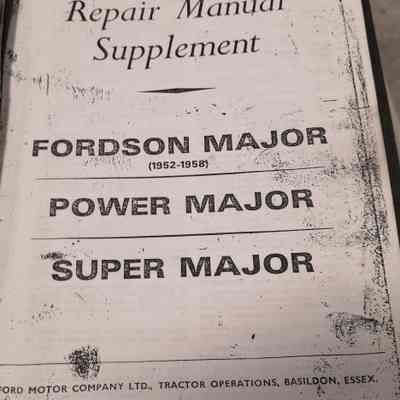 Repair Manual
Supplement
FORDSON MAJOR
(1952-1958)
POWER MAJOR
SUPER MAJOR
FORD MOTOR COMPANY LTD., TRACTOR OPERATIONS, BASILDON, ESSEX.